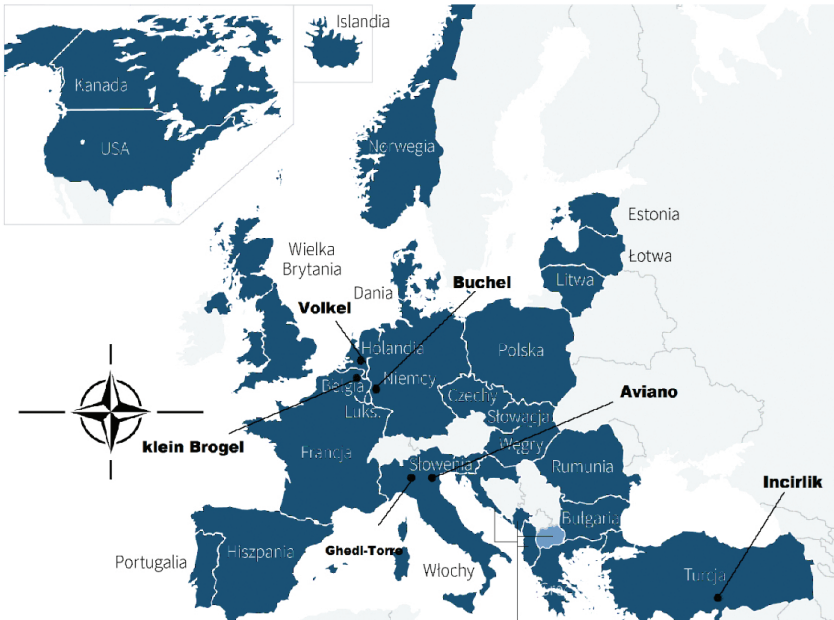 Islandia
Kanada
USA
Norwegia
Estonia
Łotwa
Litwa
Wielka
Brytania
Dania
Buchel
Volkel
Holandia
Polska
Belgia
Niemcy
Czechy
Aviano
Luks.
Słowacja
klein Brogel
Francja
Węgry
Słowenia
Rumunia
Incirlik
Bulgaria
Ghedl-Torre
Portugalia
Hiszpania
Włochy
Turcja